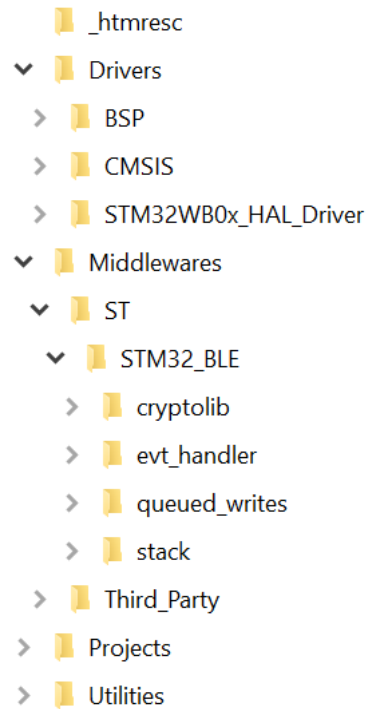 _htmresc
Drivers
BSP
CMSIS
STM32WB0x_HAL_Driver
Middlewares
ST
STM32_BLE
cryptolib
evt_handler
queued_writes
stack
Third_Party
Projects
Utilities